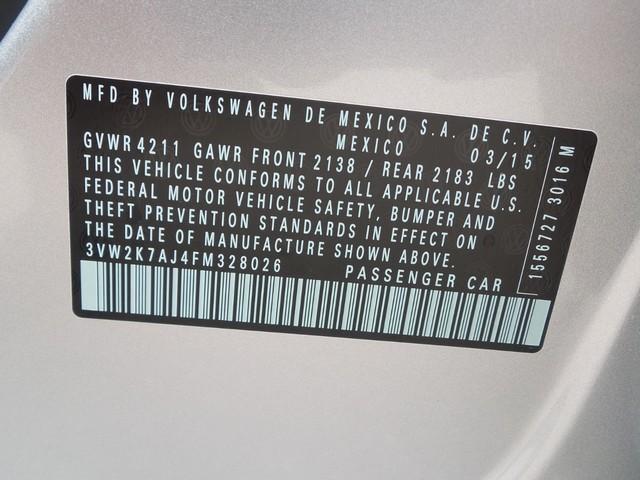 MFD BY VOLKSWAGEN DE MEXICO S.A. DE C.V.
MEXICO 03/15
GVWR 4211 GAWR FRONT 2138 / REAR 2183 LBS
THIS VEHICLE CONFORMS TO ALL APPLICABLE U.S.
FEDERAL MOTOR VEHICLE SAFETY, BUMPER AND
THEFT PREVENTION STANDARDS IN EFFECT ON
THE DATE OF MANUFACTURE SHOWN ABOVE.
3VW2K7AJ4FM328026 PASSENGER CAR
1556727 3016 M